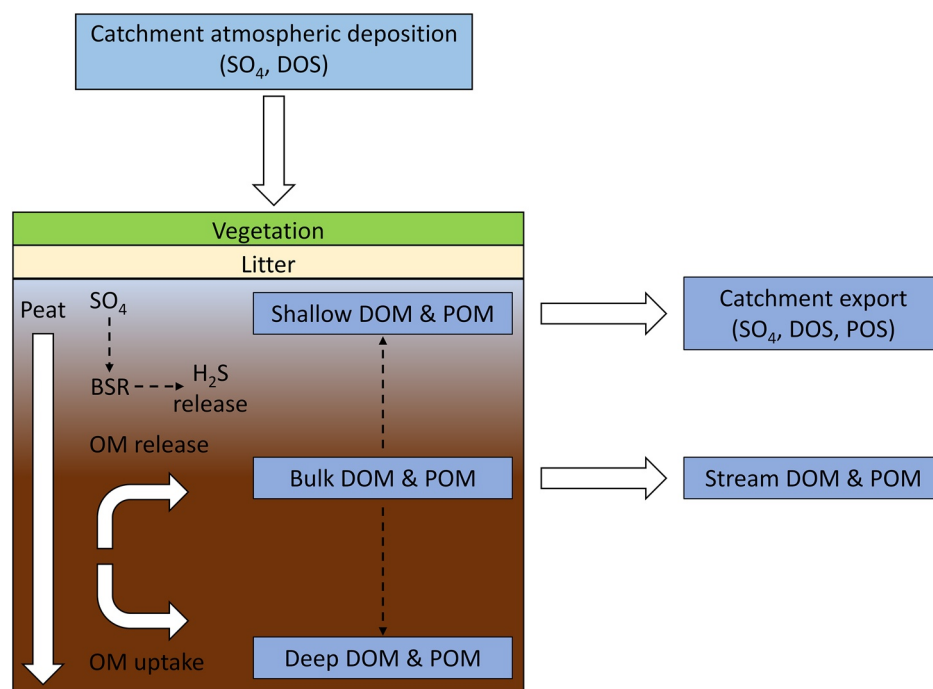 Catchment atmospheric deposition
(SO₄, DOS)
Vegetation
Litter
Peat
SO₄
Shallow DOM & POM
Catchment export
(SO₄, DOS, POS)
BSR
H₂S
release
OM release
Bulk DOM & POM
Stream DOM & POM
OM uptake
Deep DOM & POM